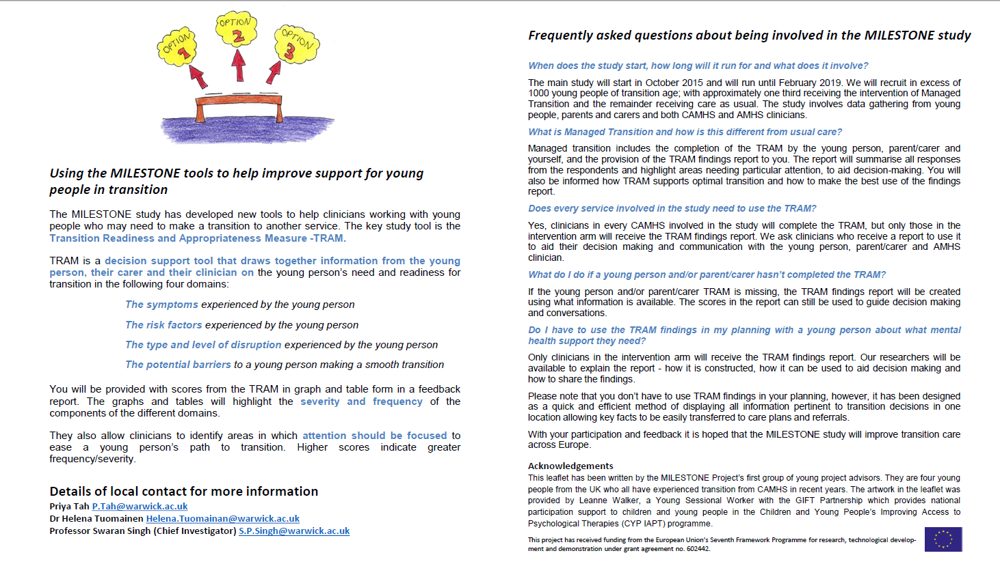 OPTION
1
OPTION
2
OPTION
3
Using the MILESTONE tools to help improve support for young
people in transition
The MILESTONE study has developed new tools to help clinicians working with young
people who may need to make a transition to another service. The key study tool is the
Transition Readiness and Appropriateness Measure -TRAM.
TRAM is a decision support tool that draws together information from the young
person, their carer and their clinician on the young person's need and readiness for
transition in the following four domains:
The symptoms experienced by the young person
The risk factors experienced by the young person
The type and level of disruption experienced by the young person
The potential barriers to a young person making a smooth transition
You will be provided with scores from the TRAM in graph and table form in a feedback
report. The graphs and tables will highlight the severity and frequency of the
components of the different domains.
They also allow clinicians to identify areas in which attention should be focused to
ease a young person's path to transition. Higher scores indicate greater
frequency/severity.
Details of local contact for more information
Priya Tah P.Tah@warwick.ac.uk
Dr Helena Tuomainen Helena.Tuomainan@warwick.ac.uk
Professor Swaran Singh (Chief Investigator) S.P.Singh@warwick.ac.uk
Frequently asked questions about being involved in the MILESTONE study
When does the study start, how long will it run for and what does it involve?
The main study will start in October 2015 and will run until February 2019. We will recruit in excess of
1000 young people of transition age; with approximately one third receiving the intervention of Managed
Transition and the remainder receiving care as usual. The study involves data gathering from young
people, parents and carers and both CAMHS and AMHS clinicians.
What is Managed Transition and how is this different from usual care?
Managed transition includes the completion of the TRAM by the young person, parent/carer and
yourself, and the provision of the TRAM findings report to you. The report will summarise all responses
from the respondents and highlight areas needing particular attention, to aid decision-making. You will
also be informed how TRAM supports optimal transition and how to make the best use of the findings
report.
Does every service involved in the study need to use the TRAM?
Yes, clinicians in every CAMHS involved in the study will complete the TRAM, but only those in the
intervention arm will receive the TRAM findings report. We ask clinicians who receive a report to use it
to aid their decision making and communication with the young person, parent/carer and AMHS
clinician.
What do I do if a young person and/or parent/carer hasn't completed the TRAM?
If the young person and/or parent/carer TRAM is missing, the TRAM findings report will be created
using what information is available. The scores in the report can still be used to guide decision making
and conversations.
Do I have to use the TRAM findings in my planning with a young person about what mental
health support they need?
Only clinicians in the intervention arm will receive the TRAM findings report. Our researchers will be
available to explain the report - how it is constructed, how it can be used to aid decision making and
how to share the findings.
Please note that you don't have to use TRAM findings in your planning, however, it has been designed
as a quick and efficient method of displaying all information pertinent to transition decisions in one
location allowing key facts to be easily transferred to care plans and referrals.
With your participation and feedback it is hoped that the MILESTONE study will improve transition care
across Europe.
Acknowledgements
This leaflet has been written by the MILESTONE Project's first group of young project advisors. They are four young
people from the UK who all have experienced transition from CAMHS in recent years. The artwork in the leaflet was
provided by Leanne Walker, a Young Sessional Worker with the GIFT Partnership which provides national
participation support to children and young people in the Children and Young People's Improving Access to
Psychological Therapies (CYP IAPT) programme.
This project has received funding from the European Union's Seventh Framework Programme for research, technological develop-
ment and demonstration under grant agreement no. 602442.